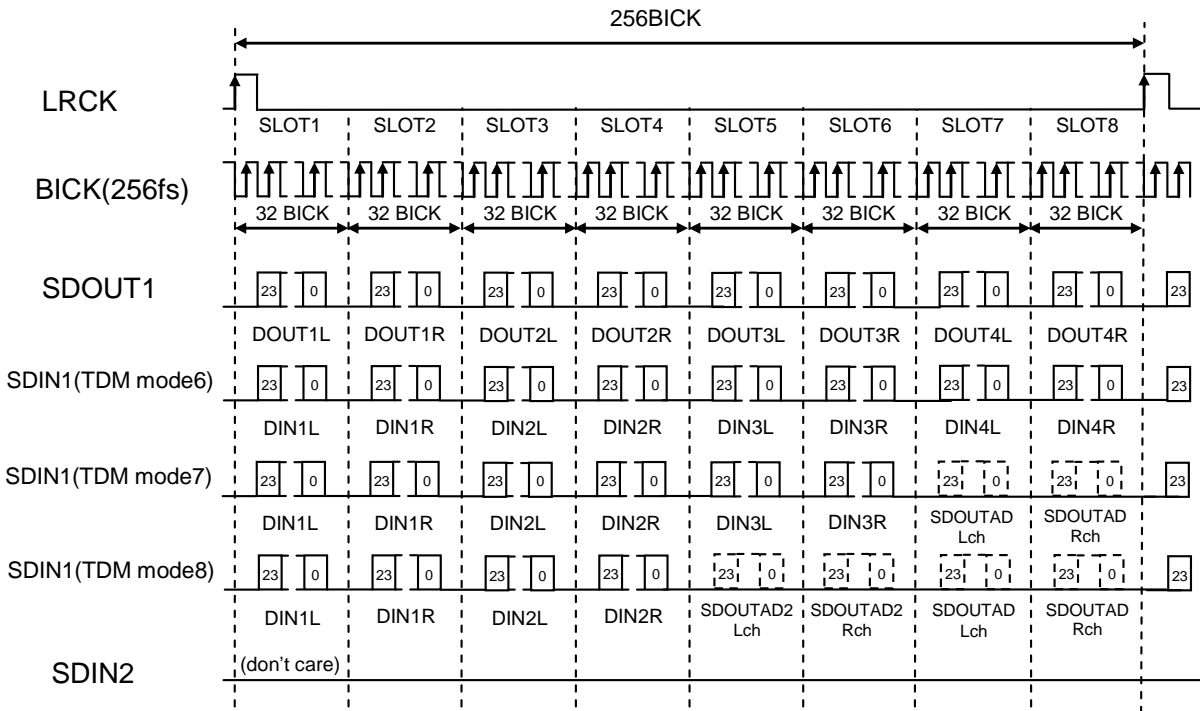 256BICK
LRCK
SLOT1 SLOT2 SLOT3 SLOT4 SLOT5 SLOT6 SLOT7 SLOT8
BICK(256fs)
32 BICK 32 BICK 32 BICK 32 BICK 32 BICK 32 BICK 32 BICK 32 BICK
SDOUT1
23 0 23 0 23 0 23 0 23 0 23 0 23 0 23 0 23
DOUT1L DOUT1R DOUT2L DOUT2R DOUT3L DOUT3R DOUT4L DOUT4R
SDIN1(TDM mode6)
23 0 23 0 23 0 23 0 23 0 23 0 23 0 23 0 23
DIN1L DIN1R DIN2L DIN2R DIN3L DIN3R DIN4L DIN4R
SDIN1(TDM mode7)
23 0 23 0 23 0 23 0 23 0 23 0 23 0 23 0 23
DIN1L DIN1R DIN2L DIN2R DIN3L DIN3R SDOUTAD SDOUTAD
Lch Rch
SDIN1(TDM mode8)
23 0 23 0 23 0 23 0 23 0 23 0 23 0 23 0 23
DIN1L DIN1R DIN2L DIN2R SDOUTAD2 SDOUTAD2 SDOUTAD SDOUTAD
Lch Rch Lch Rch
SDIN2
(don't care)